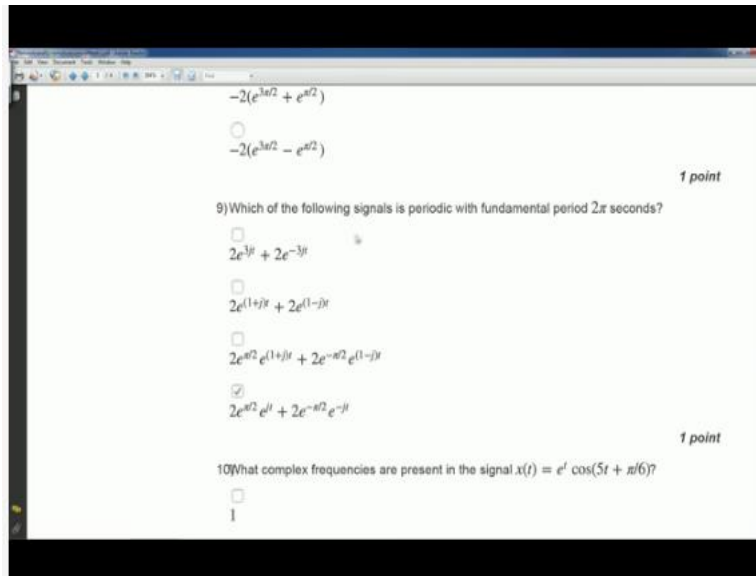 −2(e^{3π/2} + e^{π/2})
−2(e^{3π/2} − e^{π/2})
1 point
9) Which of the following signals is periodic with fundamental period 2π seconds?
2e^{3jt} + 2e^{−3jt}
2e^{(1+j)t} + 2e^{(1−j)t}
2e^{π/2} e^{(1+j)t} + 2e^{−π/2} e^{(1−j)t}
2e^{π/2} e^{jt} + 2e^{−π/2} e^{−jt}
1 point
10) What complex frequencies are present in the signal x(t) = e^t cos(5t + π/6)?
1